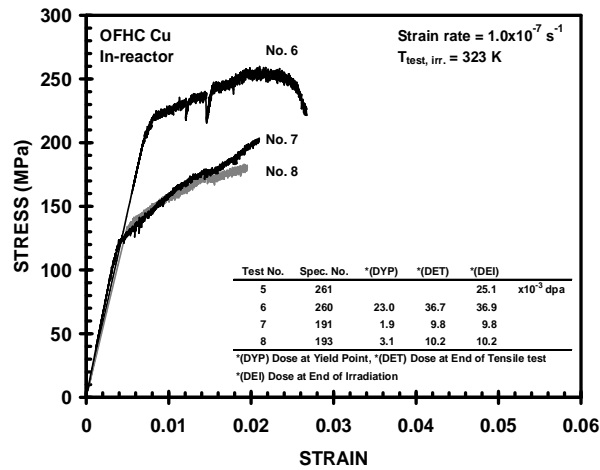 OFHC Cu
In-reactor
Strain rate = 1.0x10⁻⁷ s⁻¹
T_test, irr. = 323 K
No. 6
No. 7
No. 8
STRESS (MPa)
300
250
200
150
100
50
0
Test No. Spec. No. *(DYP) *(DET) *(DEI)
5 261 25.1 x10⁻³ dpa
6 260 23.0 36.7 36.9
7 191 1.9 9.8 9.8
8 193 3.1 10.2 10.2
*(DYP) Dose at Yield Point, *(DET) Dose at End of Tensile test
*(DEI) Dose at End of Irradiation
0 0.01 0.02 0.03 0.04 0.05 0.06
STRAIN